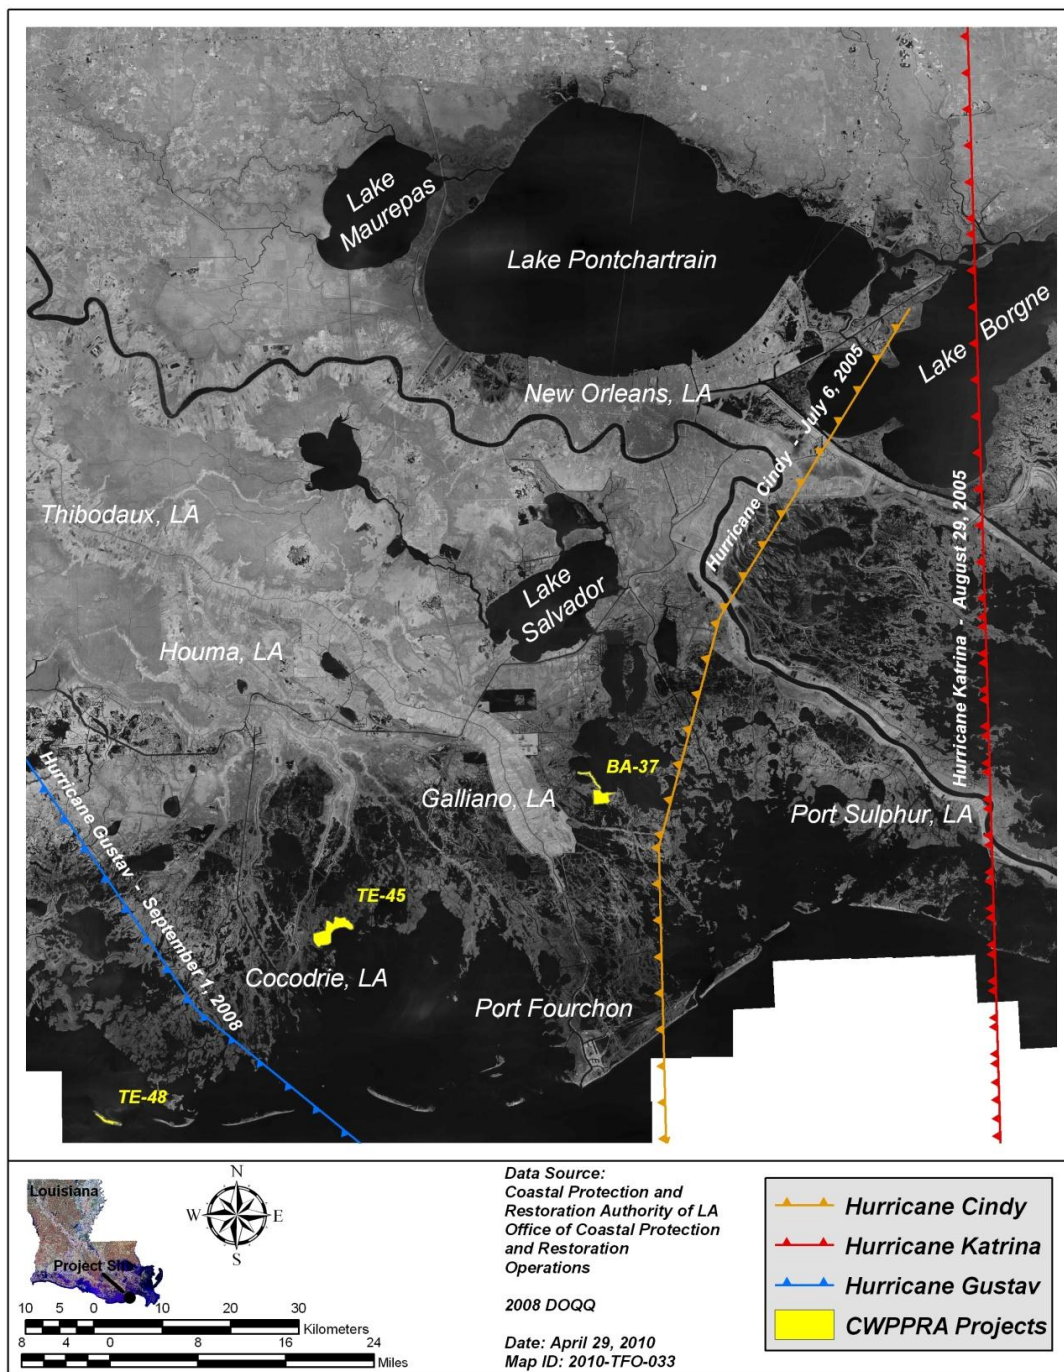 Lake
Maurepas
Lake Pontchartrain
Lake Borgne
New Orleans, LA
Hurricane Cindy - July 6, 2005
Thibodaux, LA
Hurricane Katrina - August 29, 2005
Lake
Salvador
Houma, LA
BA-37
Galliano, LA
Port Sulphur, LA
Hurricane Gustav - September 1, 2008
TE-45
Cocodrie, LA
Port Fourchon
TE-48
Louisiana
Project Site
N
W
E
S
10 5 0 10 20 30
Kilometers
8 4 0 8 16 24
Miles
Data Source:
Coastal Protection and
Restoration Authority of LA
Office of Coastal Protection
and Restoration
Operations
2008 DOQQ
Date: April 29, 2010
Map ID: 2010-TFO-033
Hurricane Cindy
Hurricane Katrina
Hurricane Gustav
CWPPRA Projects